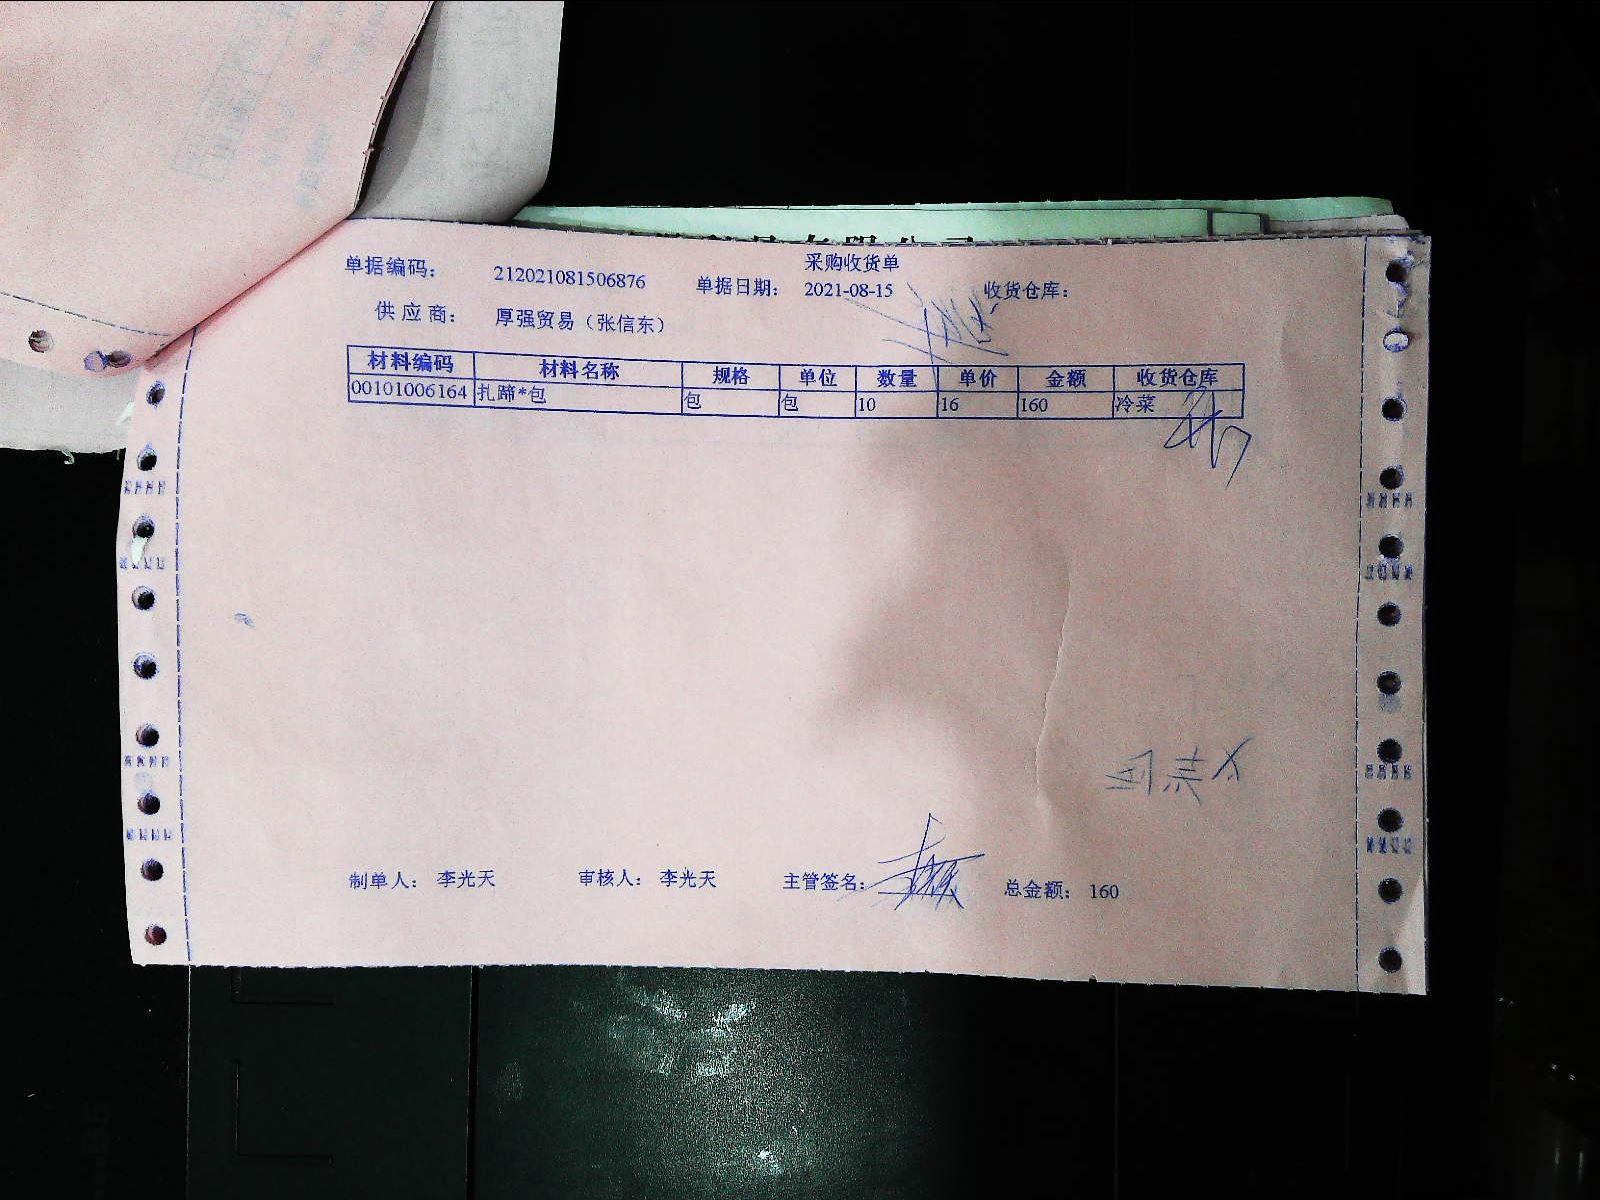 采购收货单
单据编码： 212021081506876 单据日期： 2021-08-15 收货仓库：
供应商： 厚强贸易（张信东）
材料编码 材料名称 规格 单位 数量 单价 金额 收货仓库
00101006164 扎蹄*包 包 包 10 16 160 冷菜
制单人： 李光天 审核人： 李光天 主管签名： 总金额： 160